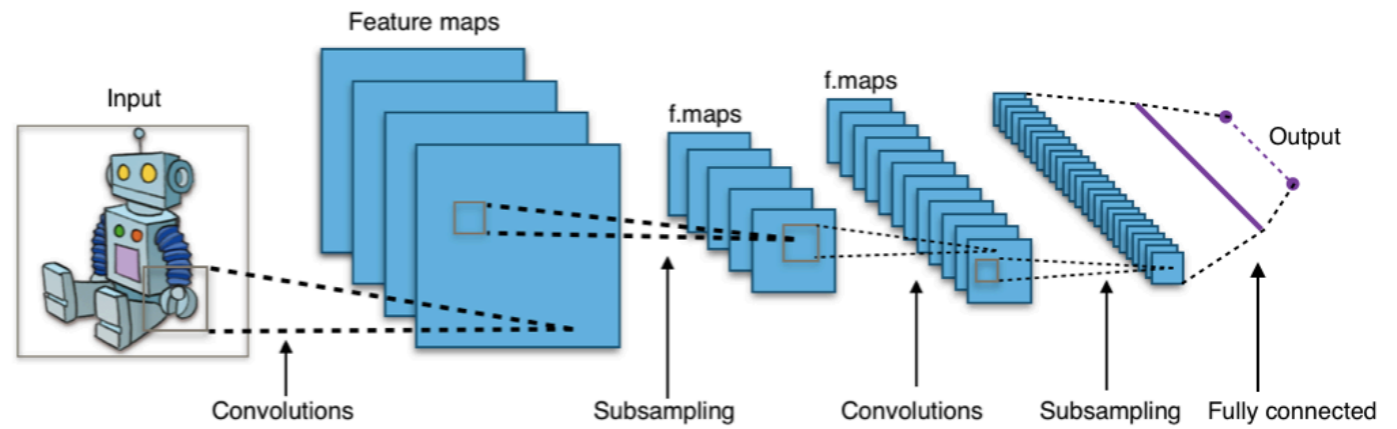 Feature maps
Input
f.maps
f.maps
Output
Convolutions
Subsampling
Convolutions
Subsampling
Fully connected